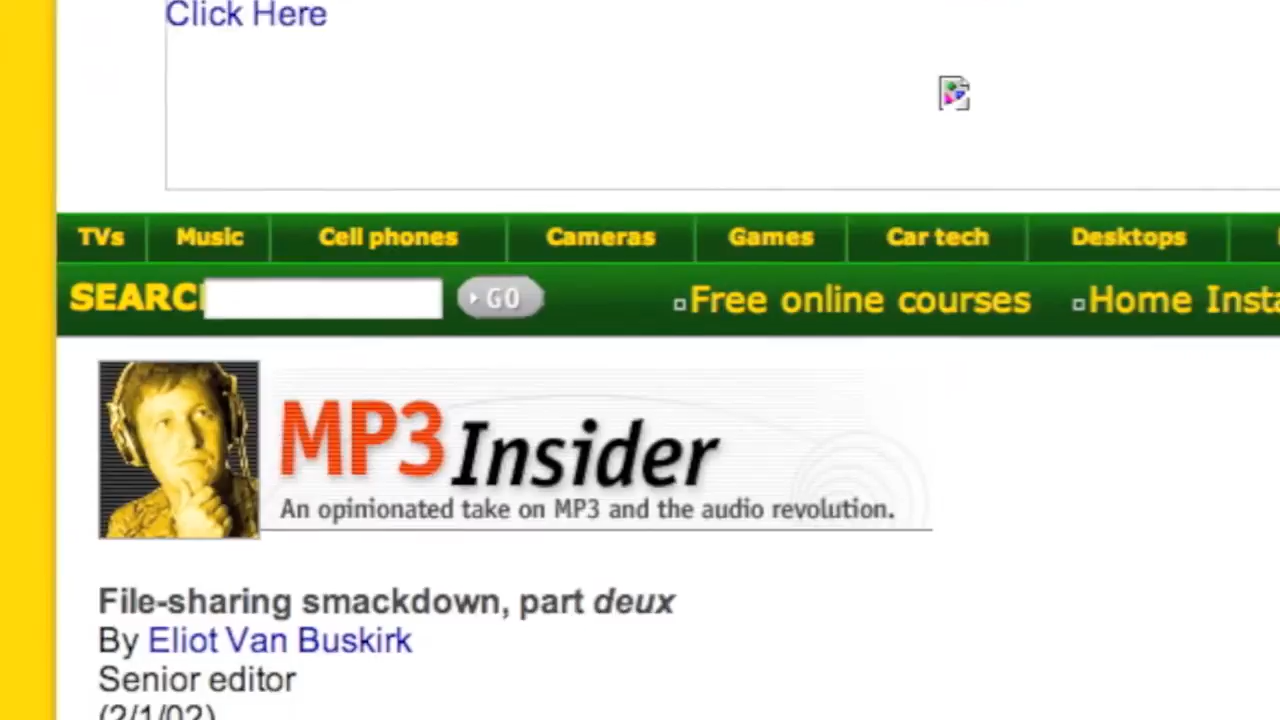 Click Here
TVs Music Cell phones Cameras Games Car tech Desktops
SEARC GO Free online courses Home Insta
MP3 Insider
An opinionated take on MP3 and the audio revolution.
File-sharing smackdown, part deux
By Eliot Van Buskirk
Senior editor
(2/1/02)